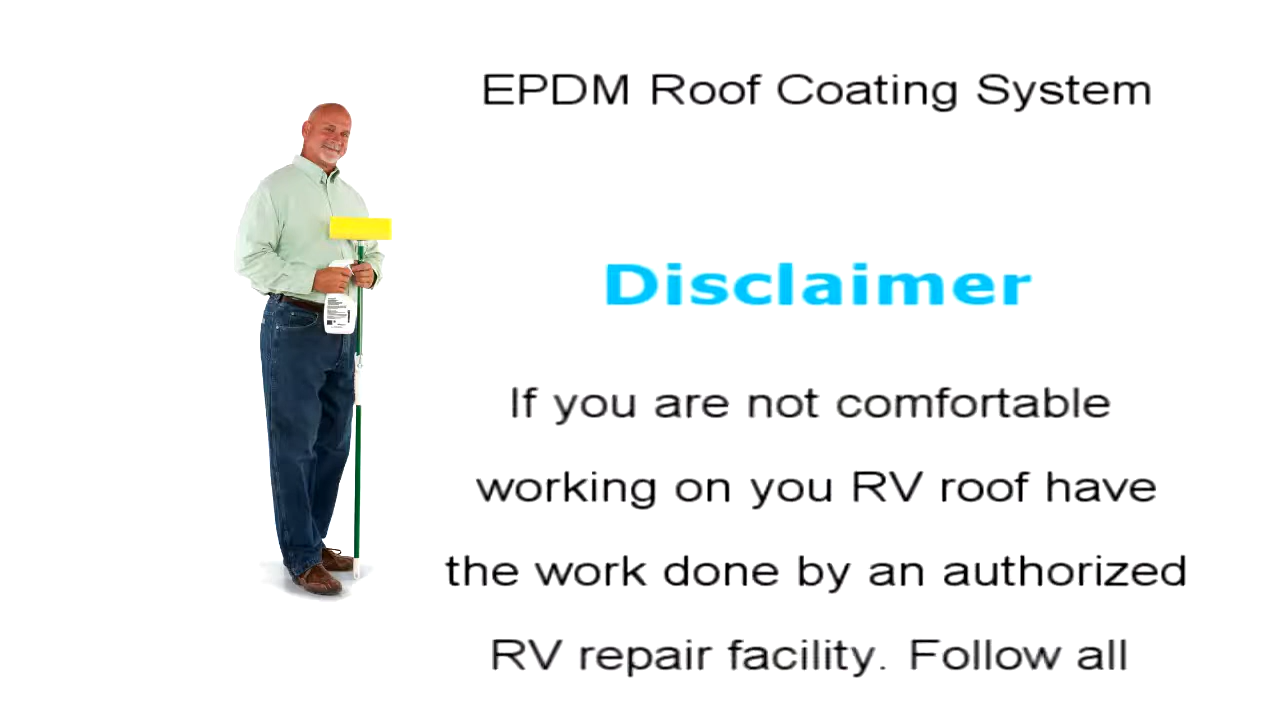 EPDM Roof Coating System
Disclaimer
If you are not comfortable
working on you RV roof have
the work done by an authorized
RV repair facility. Follow all